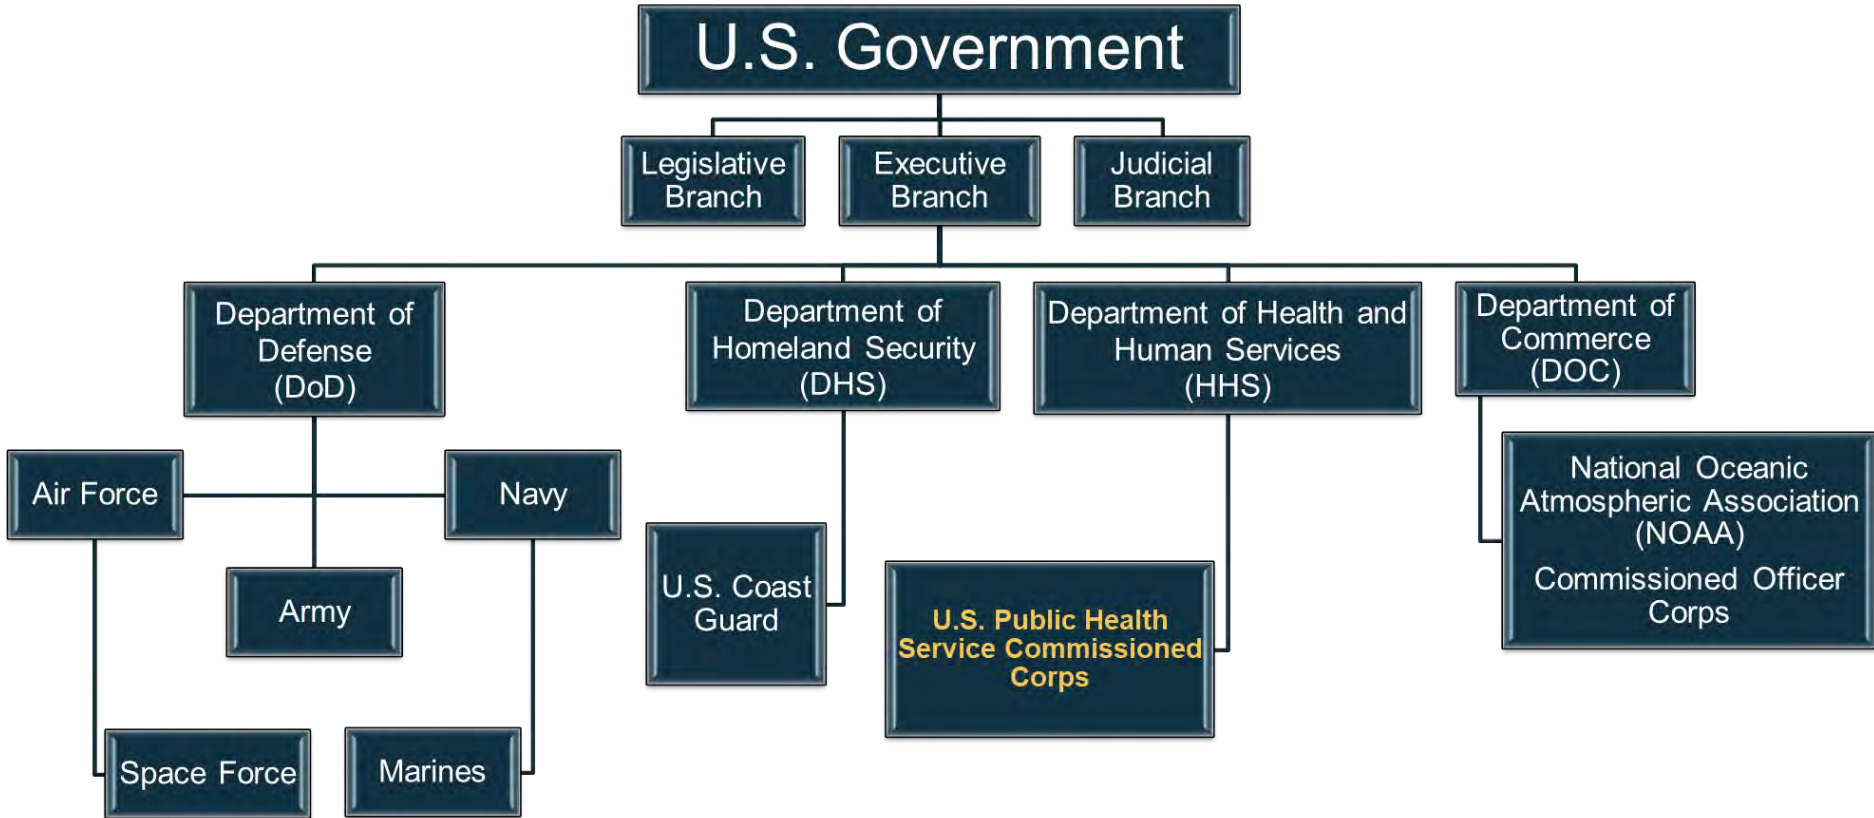 U.S. Government
Legislative
Branch
Executive
Branch
Judicial
Branch
Department of
Defense
(DoD)
Department of
Homeland Security
(DHS)
Department of Health and
Human Services
(HHS)
Department of
Commerce
(DOC)
Air Force
Navy
Army
Space Force
Marines
U.S. Coast
Guard
U.S. Public Health
Service Commissioned
Corps
National Oceanic
Atmospheric Association
(NOAA)
Commissioned Officer
Corps